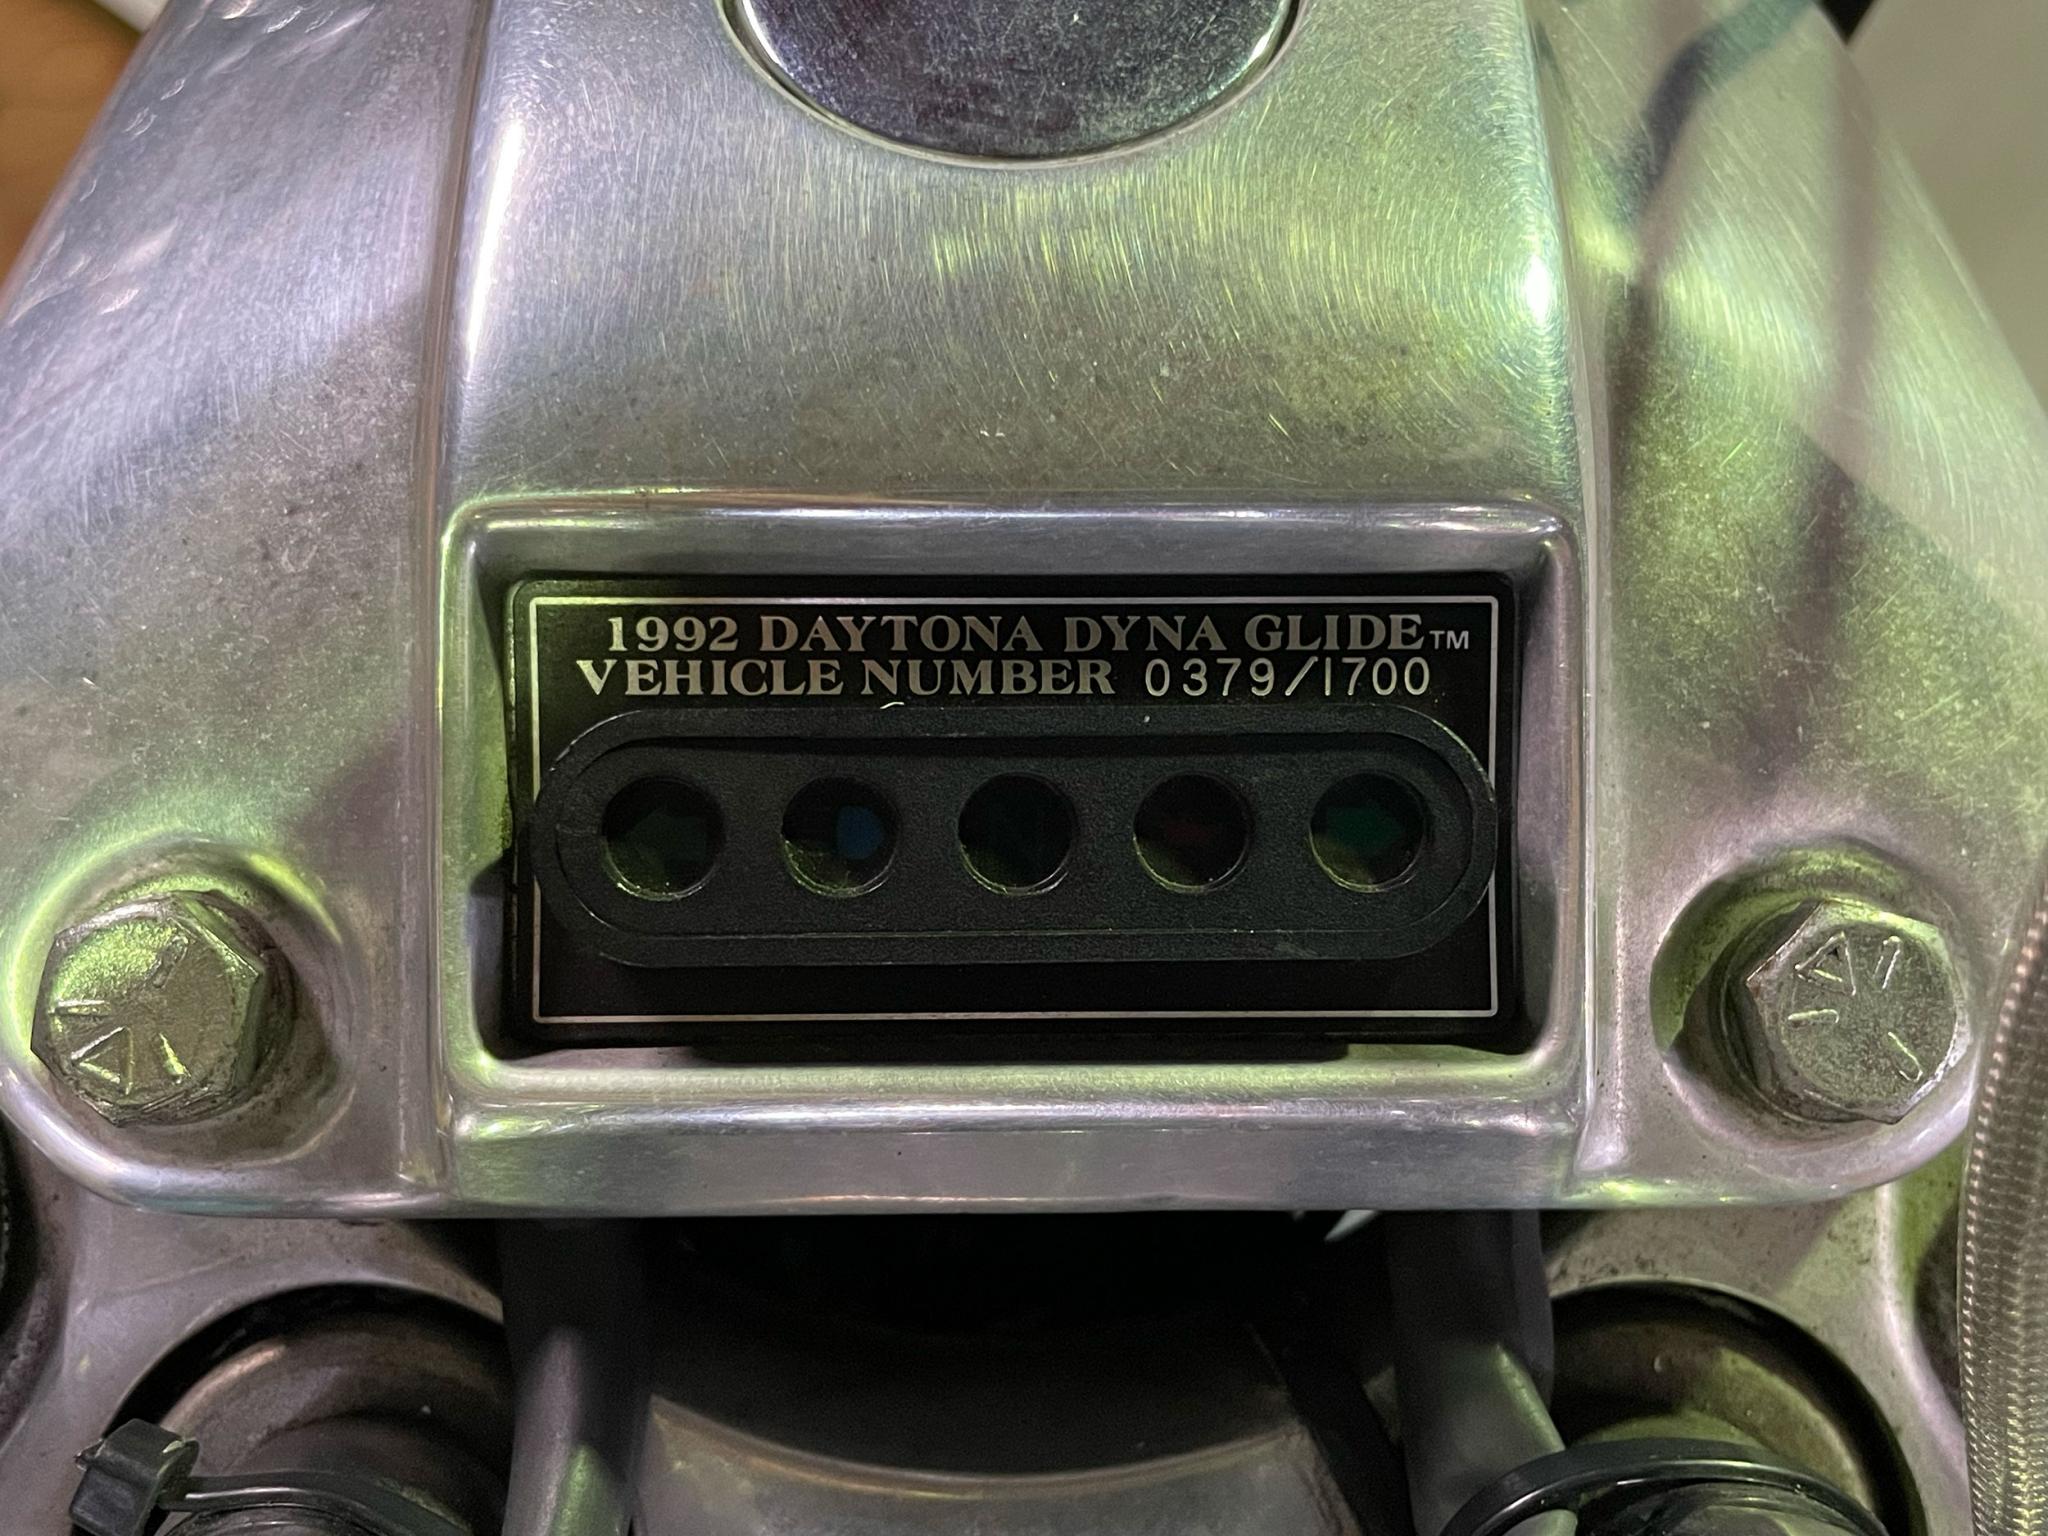 1992 DAYTONA DYNA GLIDE™
VEHICLE NUMBER 0379/1700